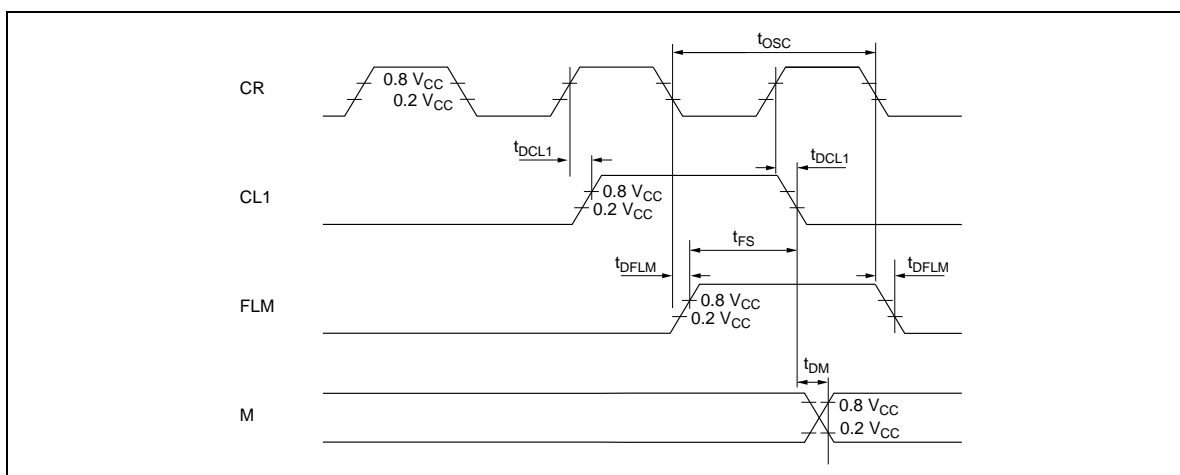 tOSC
CR
0.8 VCC
0.2 VCC
tDCL1
tDCL1
CL1
0.8 VCC
0.2 VCC
tFS
tDFLM
tDFLM
FLM
0.8 VCC
0.2 VCC
tDM
M
0.8 VCC
0.2 VCC